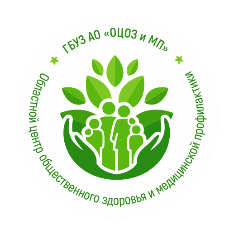 ГБУЗ АО «ОЦОЗ и МП»
Областной центр общественного здоровья и медицинской профилактики